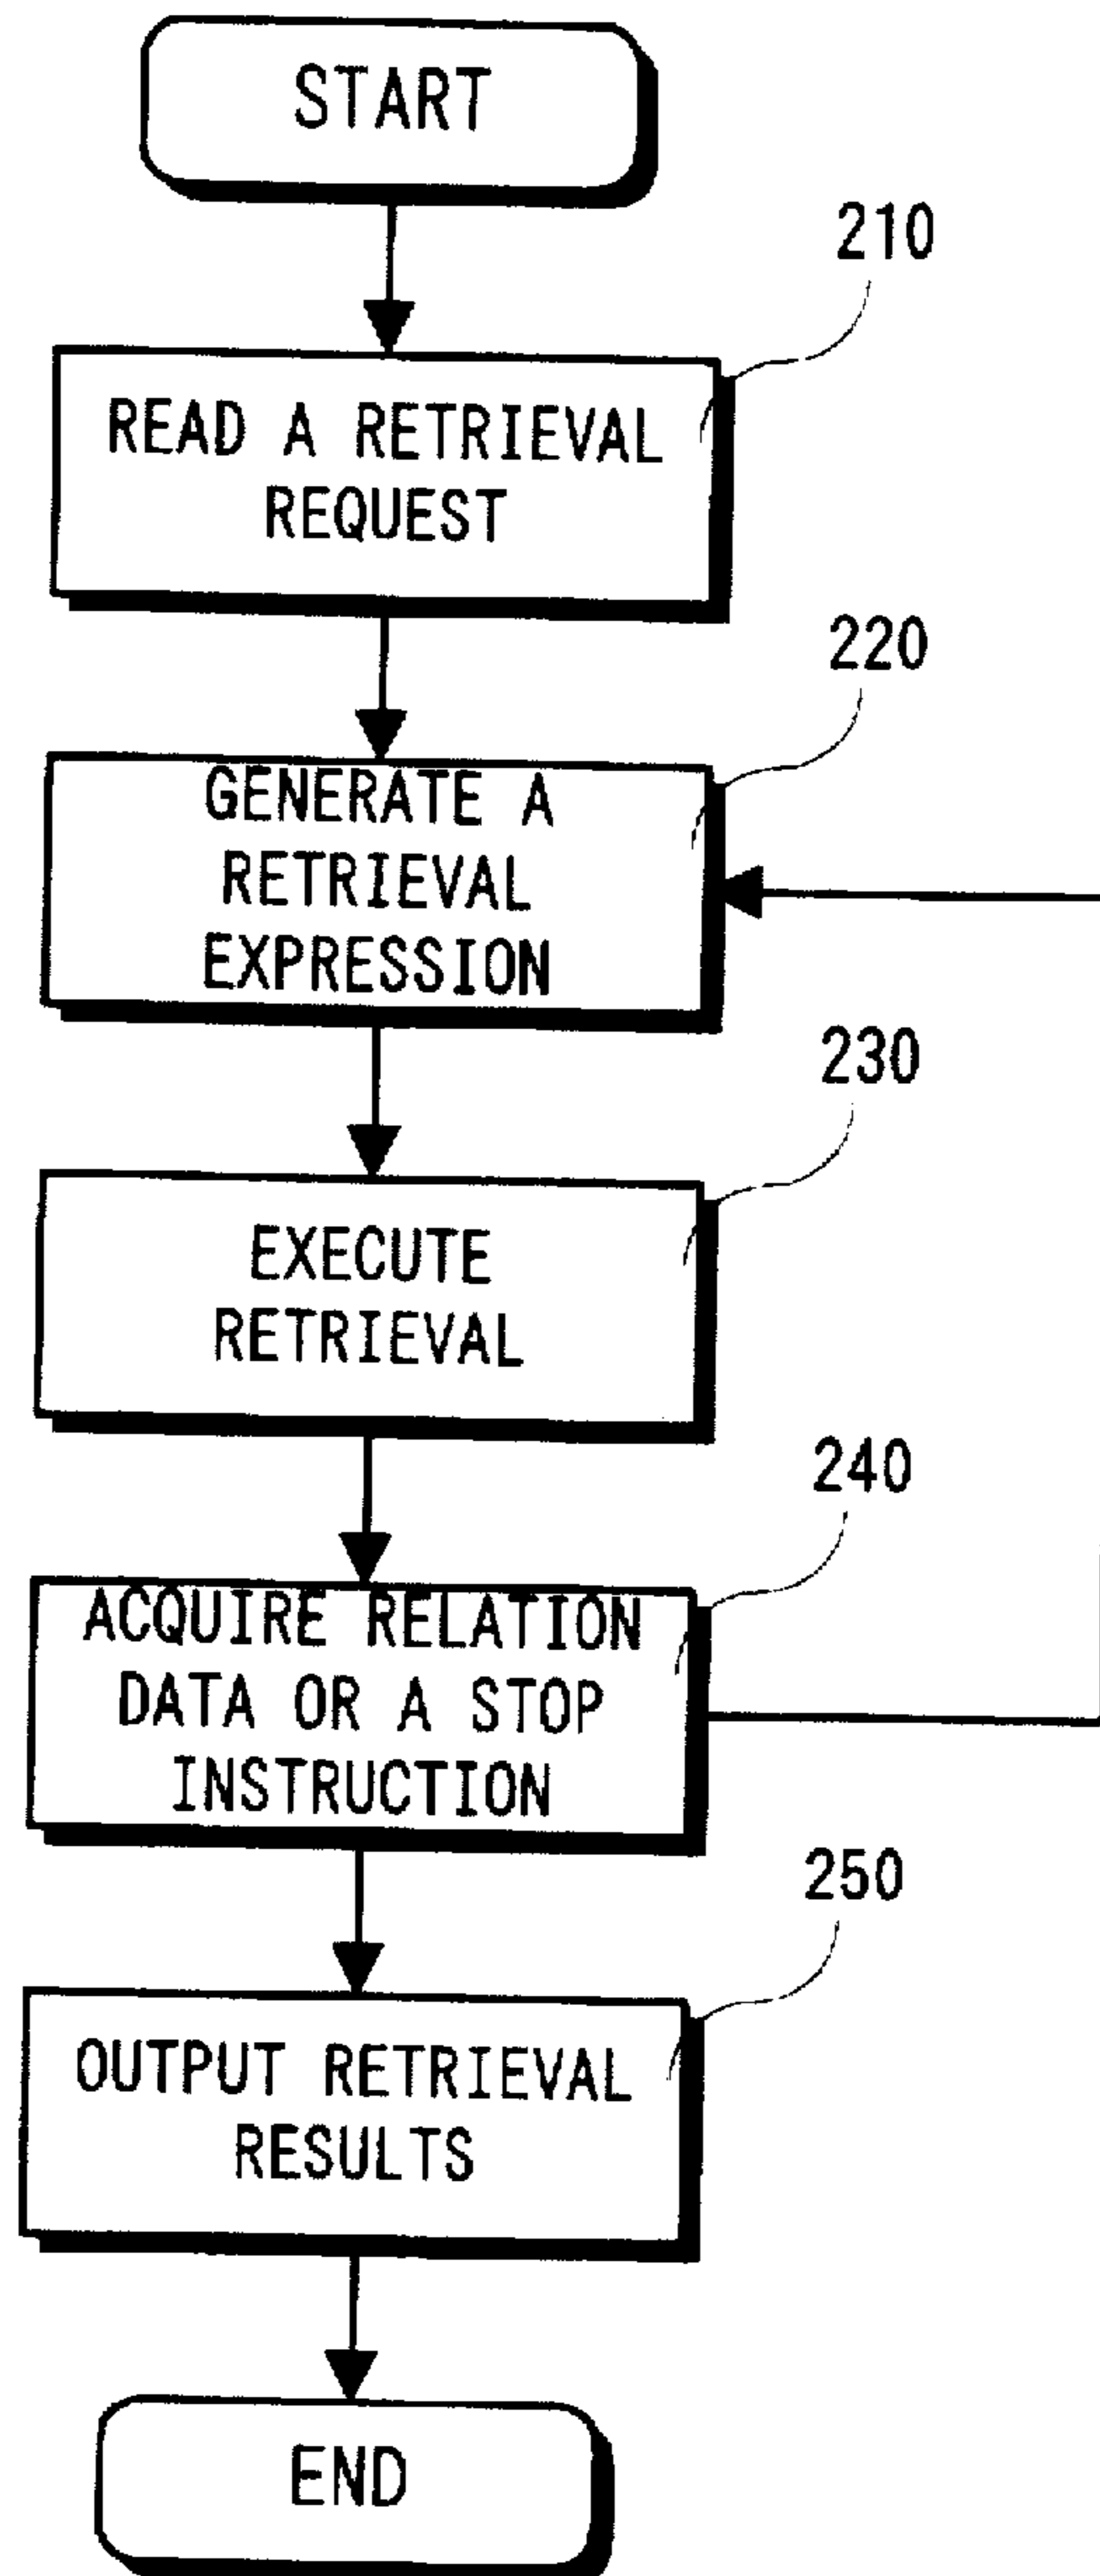 START
210
READ A RETRIEVAL
REQUEST
220
GENERATE A
RETRIEVAL
EXPRESSION
230
EXECUTE
RETRIEVAL
240
ACQUIRE RELATION
DATA OR A STOP
INSTRUCTION
250
OUTPUT RETRIEVAL
RESULTS
END